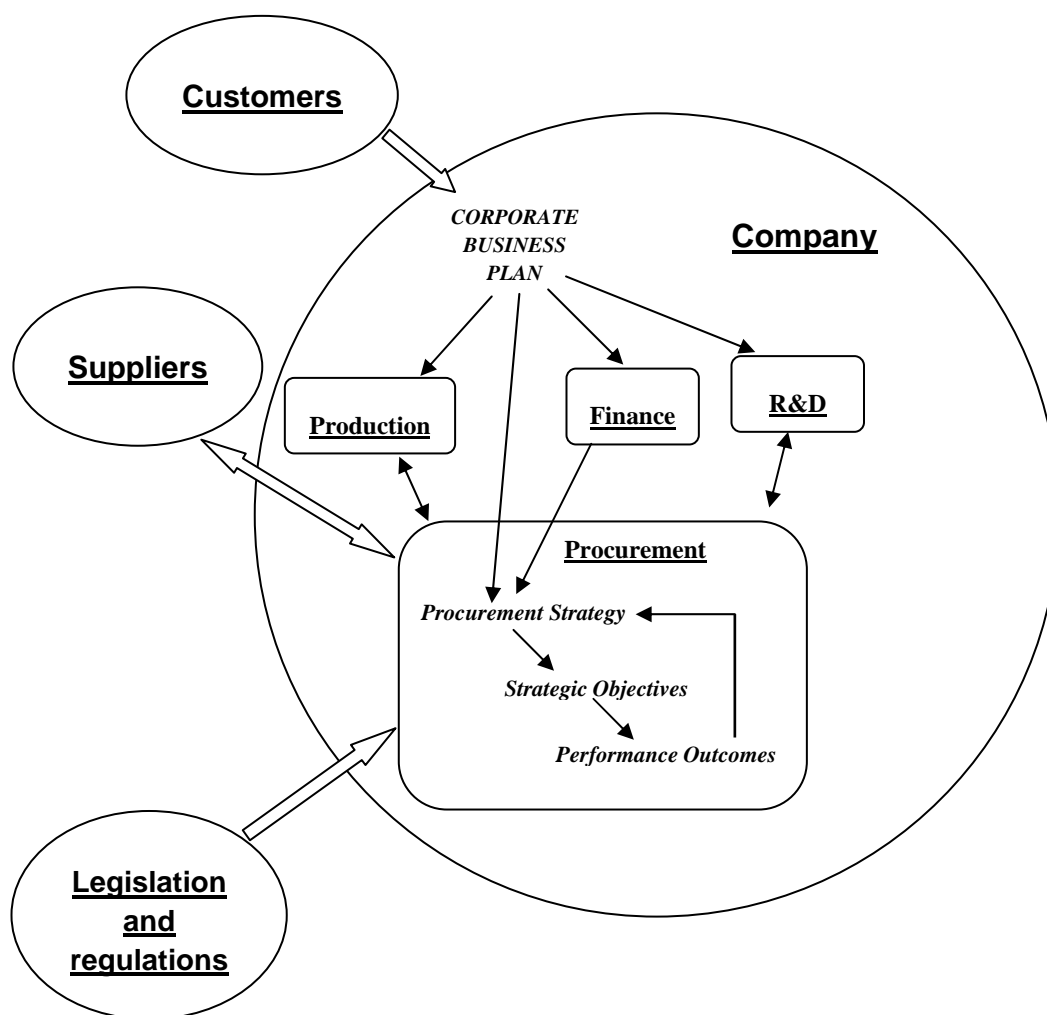 Customers
CORPORATE
BUSINESS
PLAN
Company
Suppliers
Production
Finance
R&D
Procurement
Procurement Strategy
Strategic Objectives
Performance Outcomes
Legislation
and
regulations